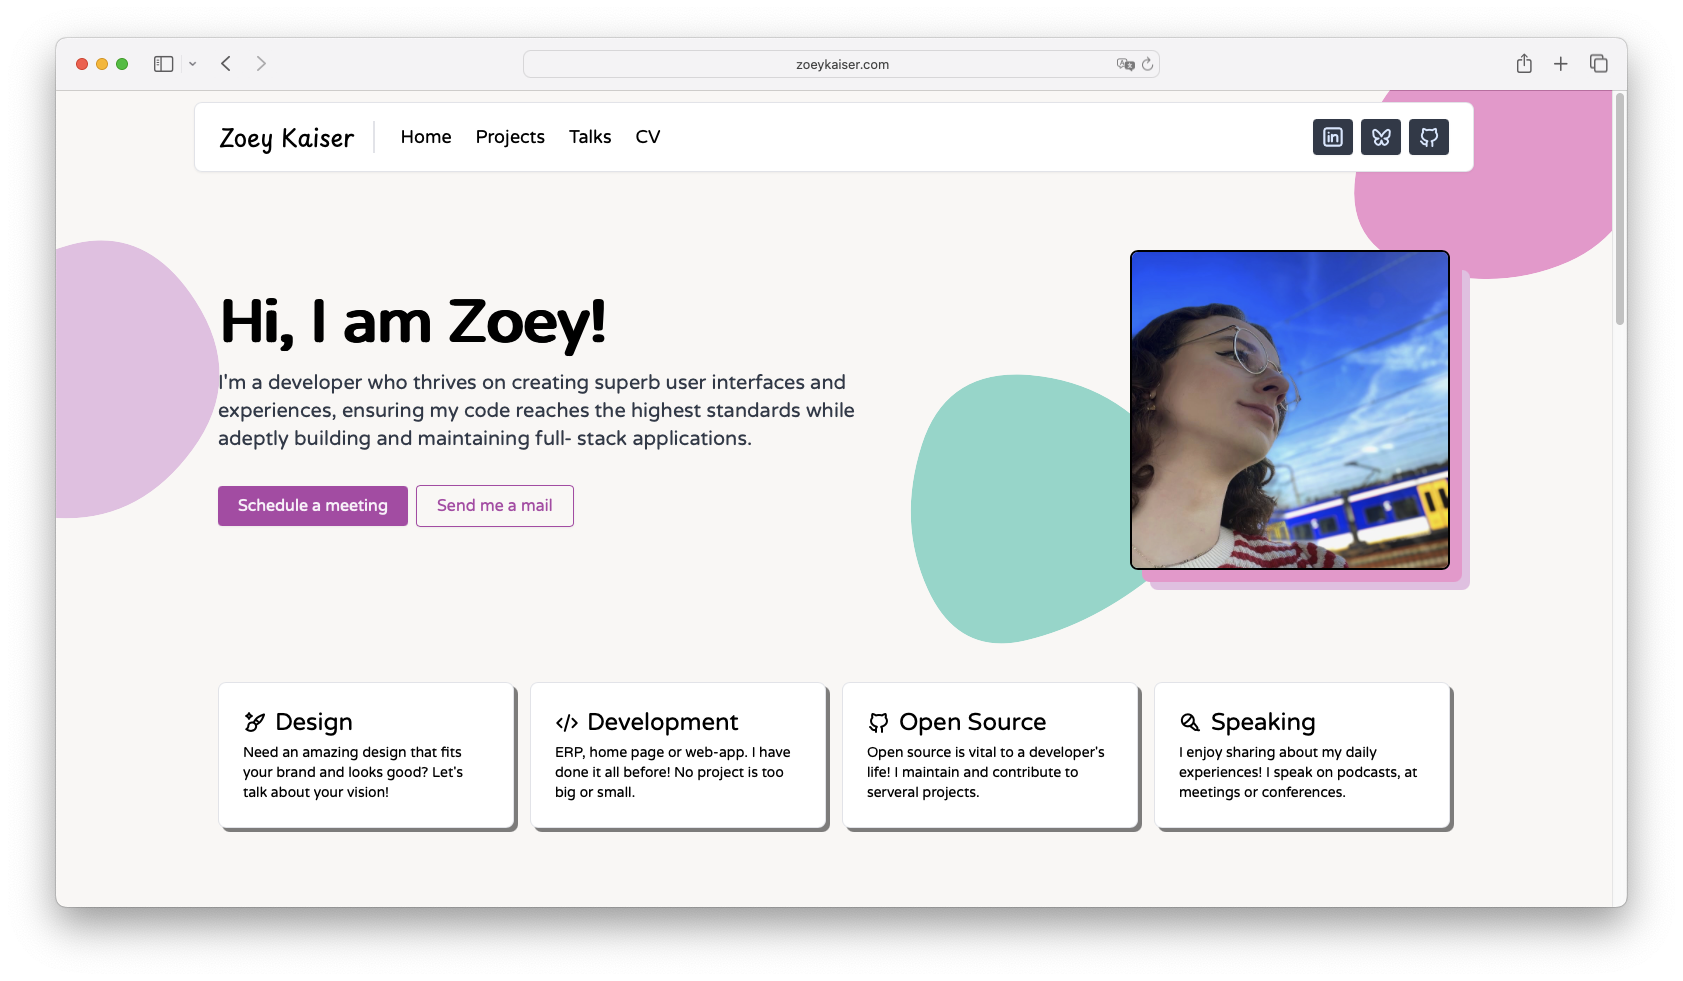 zoeykaiser.com
Zoey Kaiser
Home
Projects
Talks
CV
Hi, I am Zoey!
I'm a developer who thrives on creating superb user interfaces and
experiences, ensuring my code reaches the highest standards while
adeptly building and maintaining full- stack applications.
Schedule a meeting
Send me a mail
Design
Need an amazing design that fits
your brand and looks good? Let's
talk about your vision!
Development
ERP, home page or web-app. I have
done it all before! No project is too
big or small.
Open Source
Open source is vital to a developer's
life! I maintain and contribute to
serveral projects.
Speaking
I enjoy sharing about my daily
experiences! I speak on podcasts, at
meetings or conferences.